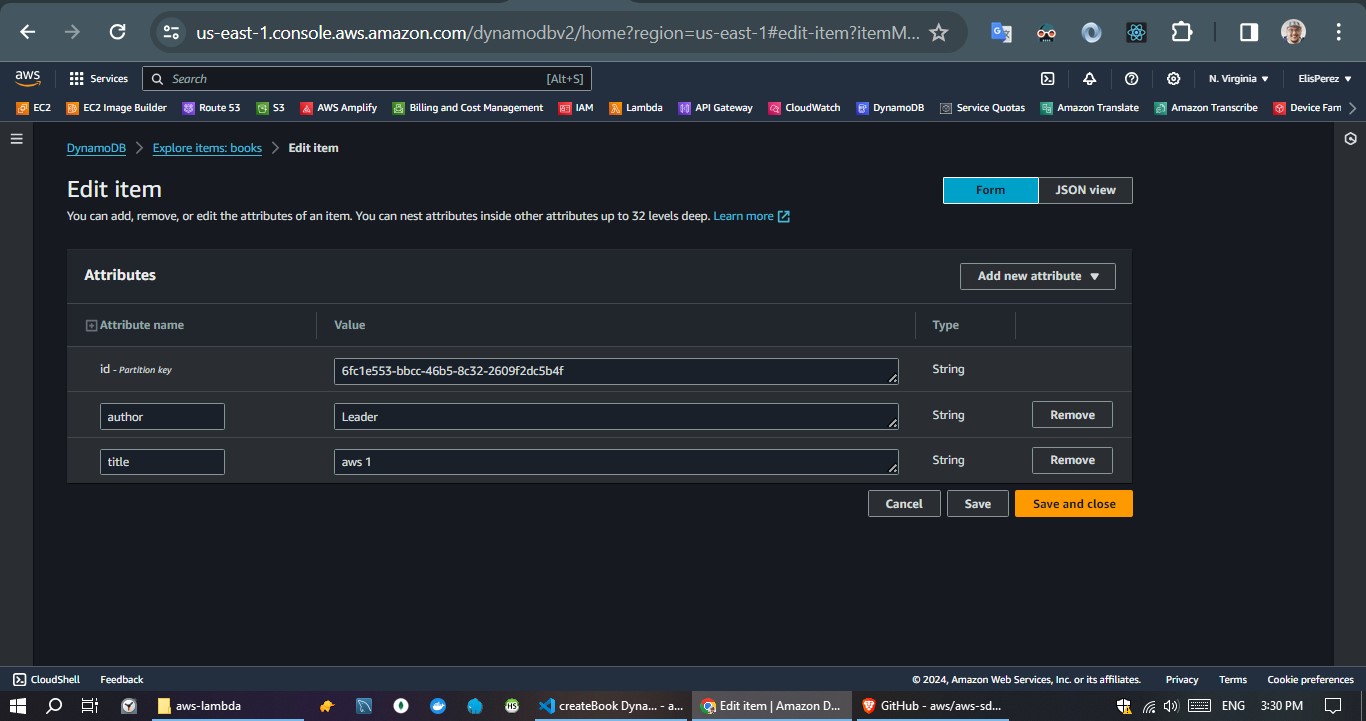 us-east-1.console.aws.amazon.com/dynamodbv2/home?region=us-east-1#edit-item?itemM...
aws Services Search [Alt+S] N. Virginia ElisPerez
EC2 EC2 Image Builder Route 53 S3 AWS Amplify Billing and Cost Management IAM Lambda API Gateway CloudWatch DynamoDB Service Quotas Amazon Translate Amazon Transcribe Device Farm
DynamoDB Explore items: books Edit item
Edit item
Form JSON view
You can add, remove, or edit the attributes of an item. You can nest attributes inside other attributes up to 32 levels deep. Learn more
Attributes
Add new attribute
Attribute name Value Type
id - Partition key 6fc1e553-bbcc-46b5-8c32-2609f2dc5b4f String
author Leader String Remove
title aws 1 String Remove
Cancel Save Save and close
CloudShell Feedback © 2024, Amazon Web Services, Inc. or its affiliates. Privacy Terms Cookie preferences
aws-lambda HS createBook Dyna... - a... Edit item | Amazon D... GitHub - aws/aws-sd... ENG 3:30 PM